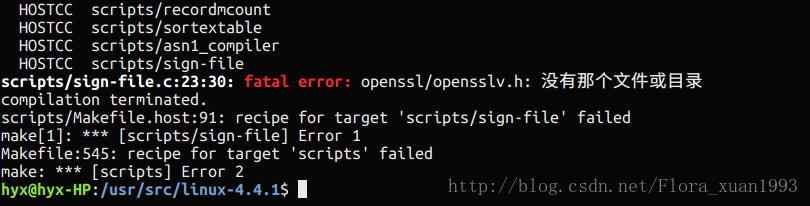 HOSTCC  scripts/recordmcount
HOSTCC  scripts/sortextable
HOSTCC  scripts/asn1_compiler
HOSTCC  scripts/sign-file
scripts/sign-file.c:23:30: fatal error: openssl/opensslv.h: 没有那个文件或目录
compilation terminated.
scripts/Makefile.host:91: recipe for target 'scripts/sign-file' failed
make[1]: *** [scripts/sign-file] Error 1
Makefile:545: recipe for target 'scripts' failed
make: *** [scripts] Error 2
hyx@hyx-HP:/usr/src/linux-4.4.1$
http://blog.csdn.net/Flora_xuan1993